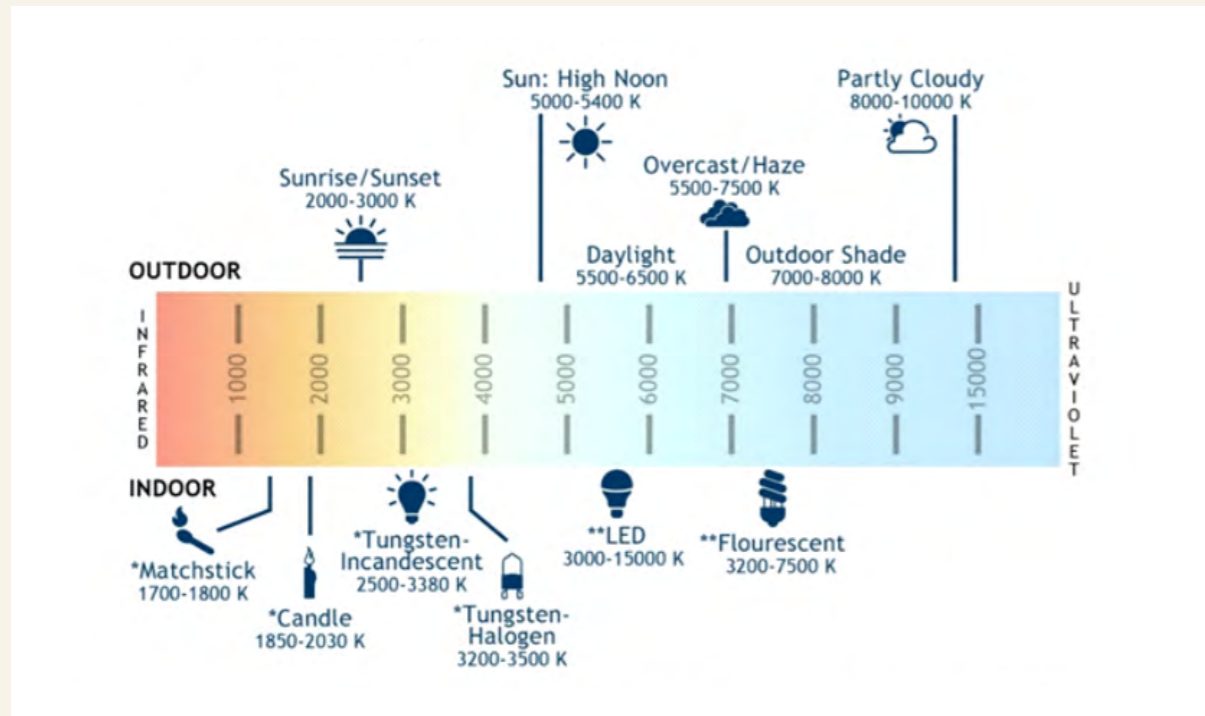 Sun: High Noon
5000-5400 K
Partly Cloudy
8000-10000 K
Overcast/Haze
5500-7500 K
Sunrise/Sunset
2000-3000 K
Daylight
5500-6500 K
Outdoor Shade
7000-8000 K
OUTDOOR
INFRARED
1000
2000
3000
4000
5000
6000
7000
8000
9000
15000
ULTRAVIOLET
INDOOR
*Matchstick
1700-1800 K
*Candle
1850-2030 K
*Tungsten-
Incandescent
2500-3380 K
*Tungsten-
Halogen
3200-3500 K
**LED
3000-15000 K
**Flourescent
3200-7500 K